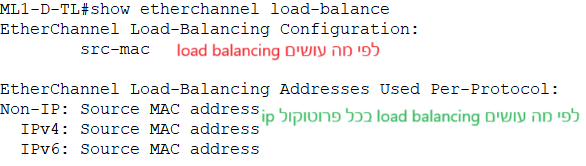 ML1-D-TL#show etherchannel load-balance
EtherChannel Load-Balancing Configuration:
src-mac לפי מה עושים load balancing
EtherChannel Load-Balancing Addresses Used Per-Protocol:
Non-IP: Source MAC address לפי מה עושים load balancing בכל פרוטוקול ip
IPv4: Source MAC address
IPv6: Source MAC address